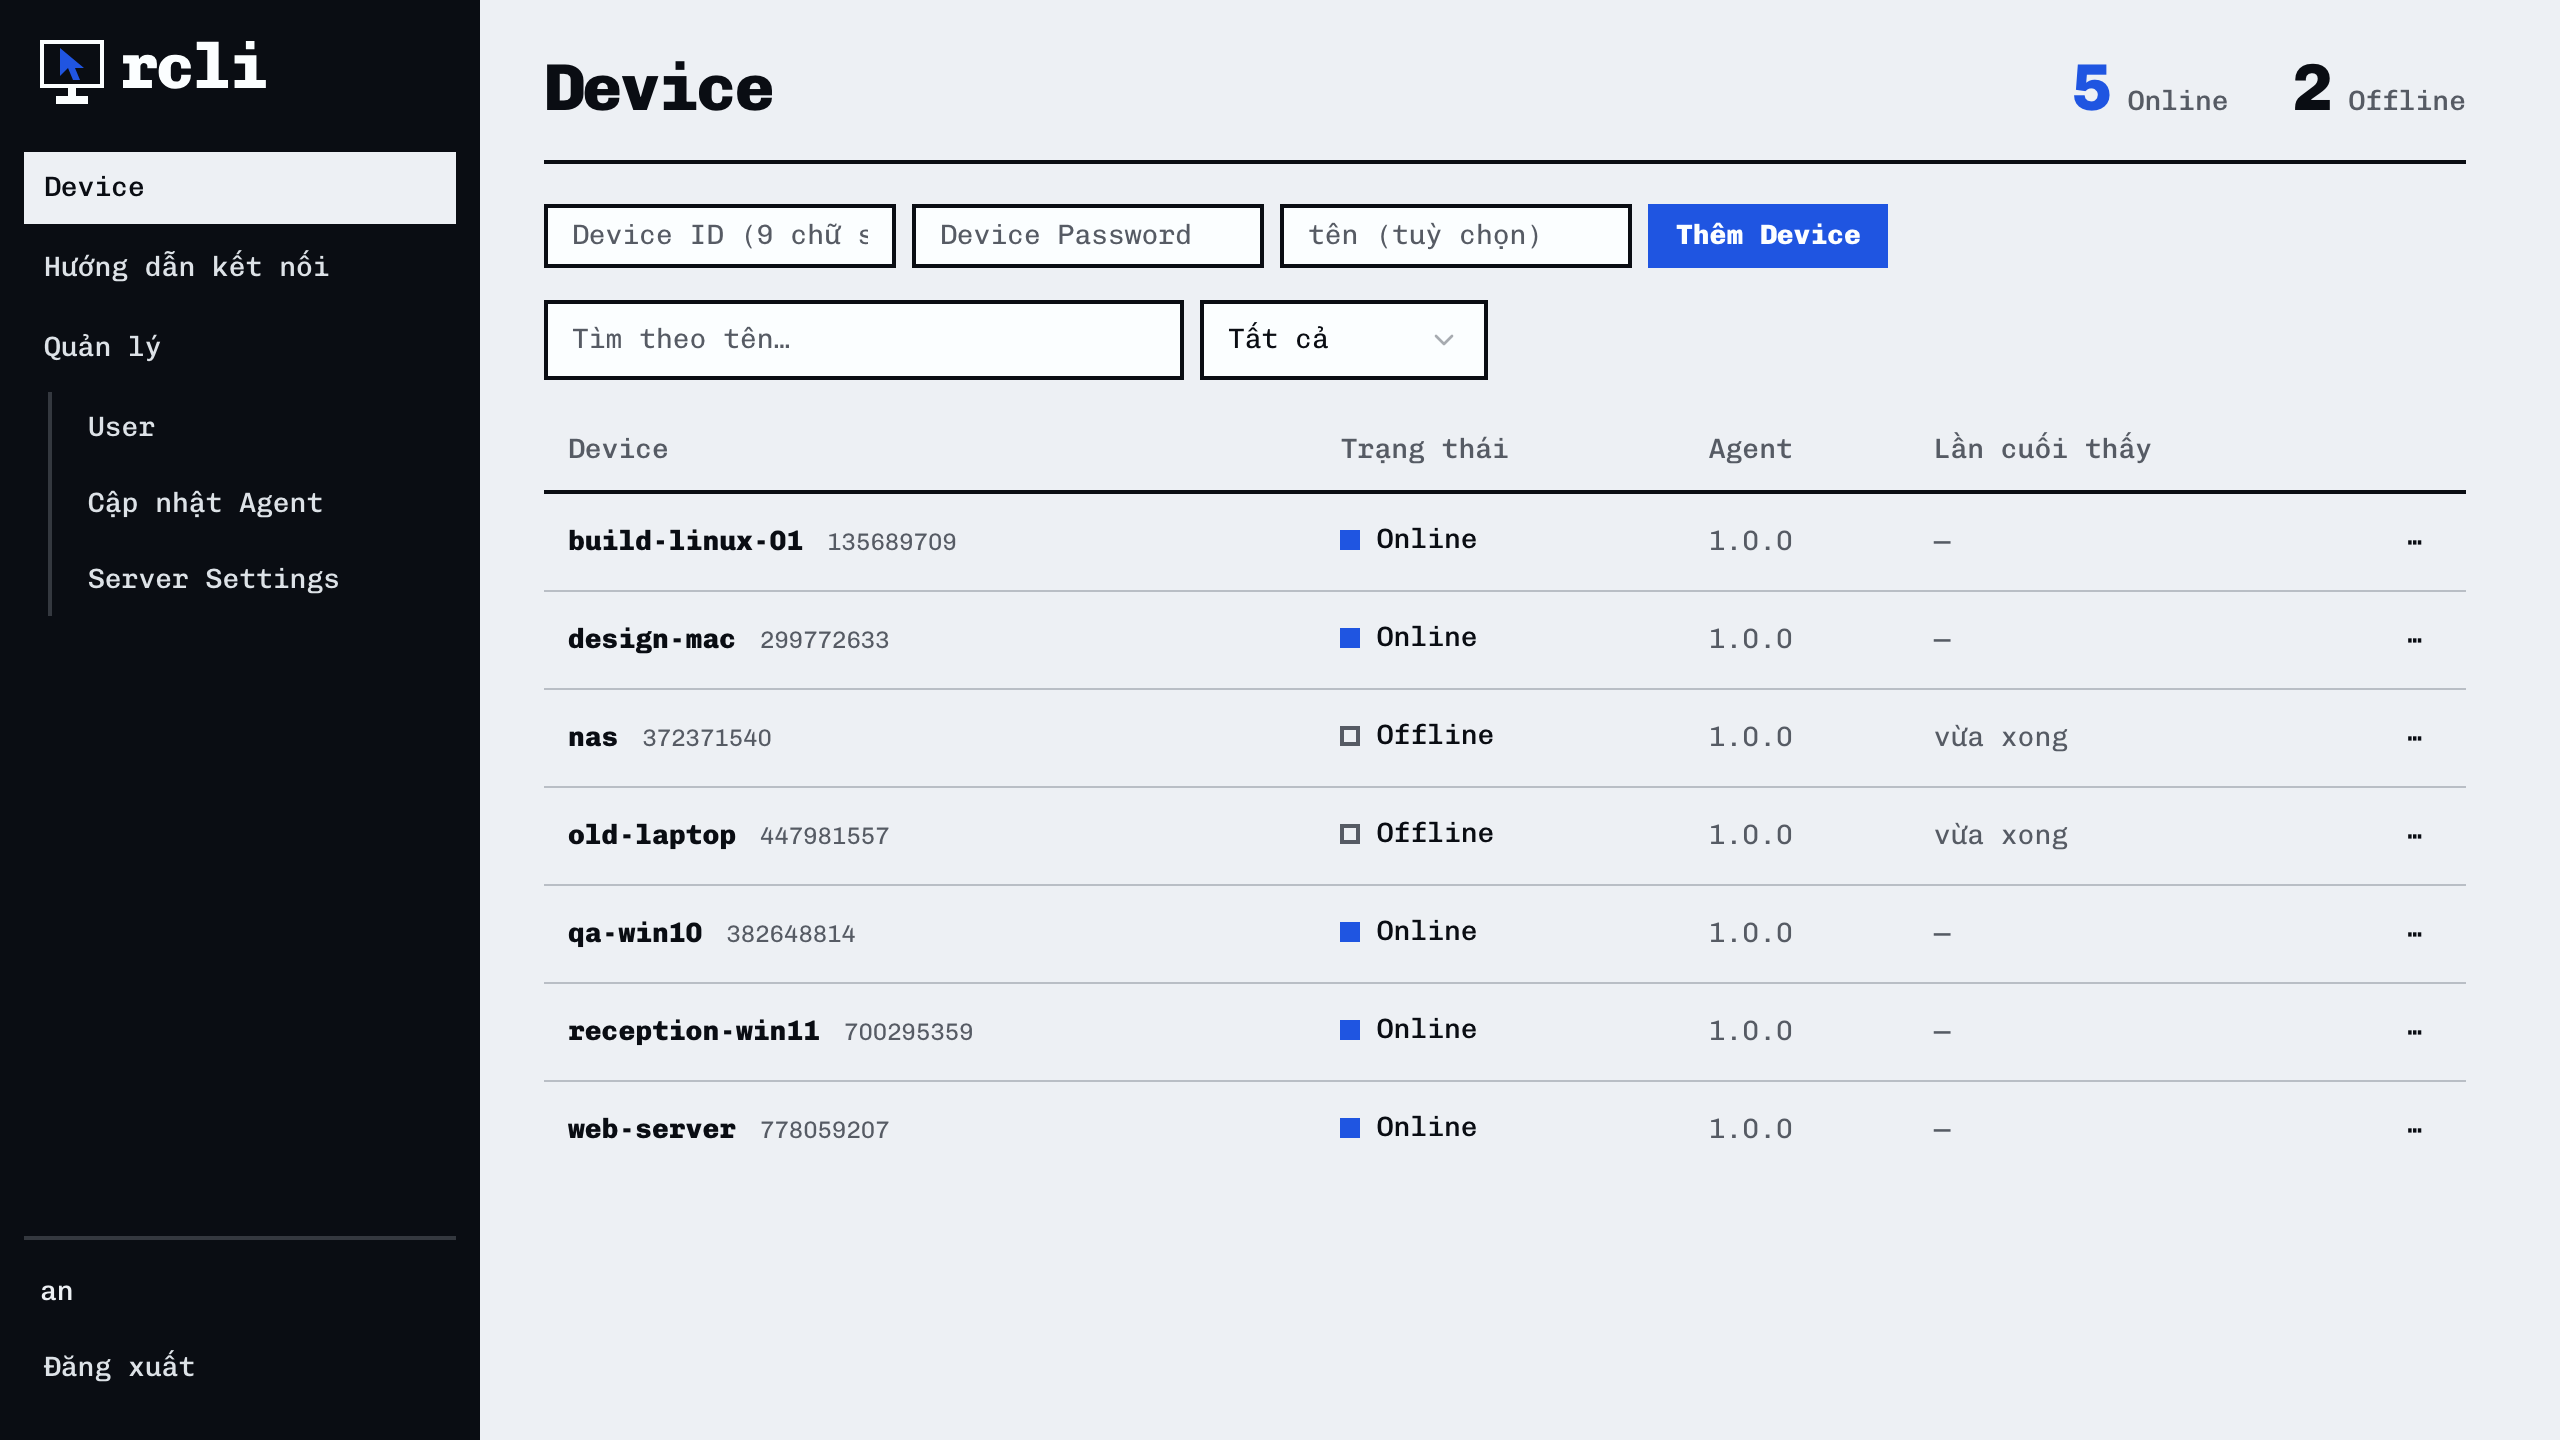 rcli
Device
Hướng dẫn kết nối
Quản lý
User
Cập nhật Agent
Server Settings
an
Đăng xuất
Device
5 Online 2 Offline
Device ID (9 chữ s
Device Password
tên (tuỳ chọn)
Thêm Device
Tìm theo tên…
Tất cả
Device Trạng thái Agent Lần cuối thấy
build-linux-01 135689709 Online 1.0.0 — …
design-mac 299772633 Online 1.0.0 — …
nas 372371540 Offline 1.0.0 vừa xong …
old-laptop 447981557 Offline 1.0.0 vừa xong …
qa-win10 382648814 Online 1.0.0 — …
reception-win11 700295359 Online 1.0.0 — …
web-server 778059207 Online 1.0.0 — …